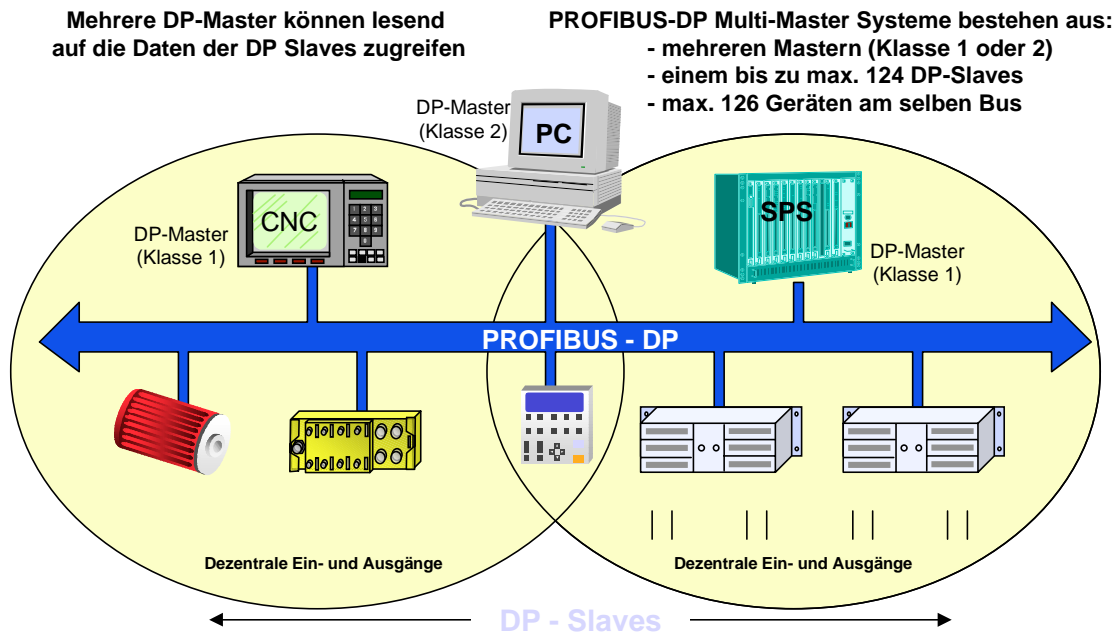 Mehrere DP-Master können lesend
auf die Daten der DP Slaves zugreifen
PROFIBUS-DP Multi-Master Systeme bestehen aus:
- mehreren Mastern (Klasse 1 oder 2)
- einem bis zu max. 124 DP-Slaves
- max. 126 Geräten am selben Bus
DP-Master
(Klasse 2)
PC
CNC
DP-Master
(Klasse 1)
SPS
DP-Master
(Klasse 1)
PROFIBUS - DP
Dezentrale Ein- und Ausgänge
Dezentrale Ein- und Ausgänge
DP - Slaves